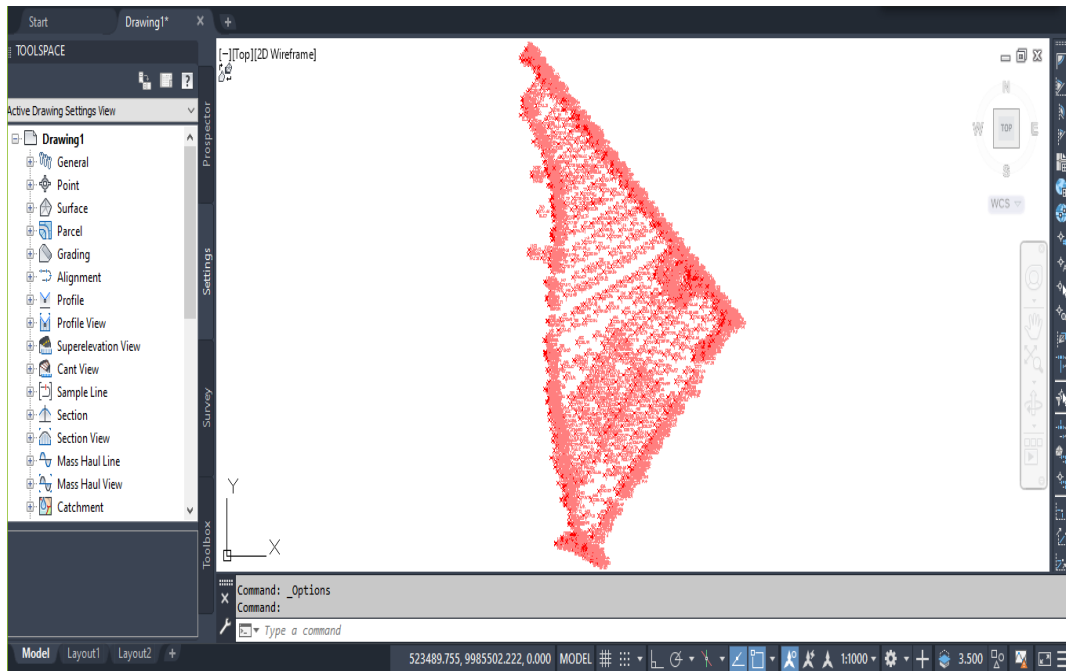 Start
Drawing1*
TOOLSPACE
Active Drawing Settings View
Drawing1
General
Point
Surface
Parcel
Grading
Alignment
Profile
Profile View
Superelevation View
Cant View
Sample Line
Section
Section View
Mass Haul Line
Mass Haul View
Catchment
Prospector
Settings
Survey
Toolbox
[−][Top][2D Wireframe]
N
W TOP E
S
WCS
Y
X
Command: _Options
Command:
Type a command
Model Layout1 Layout2
523489.755, 9985502.222, 0.000 MODEL 1:1000 3.500